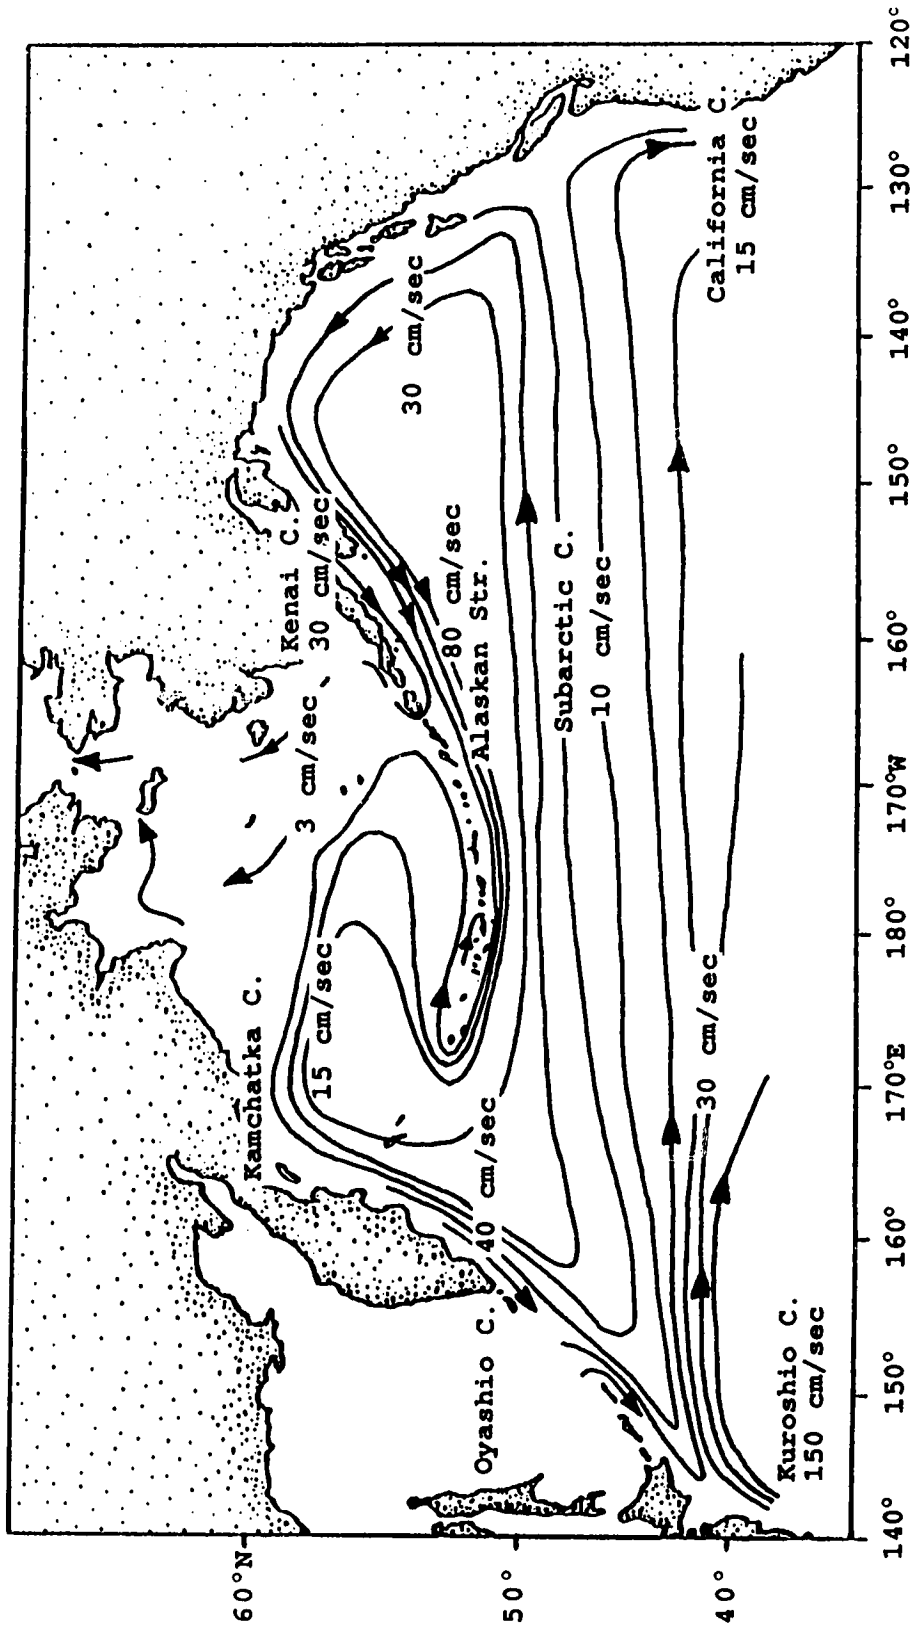 60°N
50°
40°
140°
150°
160°
170°E
180°
170°W
160°
150°
140°
130°
120°
Kamchatka C.
15 cm/sec
3 cm/sec
Kenai C.
30 cm/sec
30 cm/sec
80 cm/sec
Alaskan Str.
Oyashio C.
40 cm/sec
Subarctic C.
10 cm/sec
Kuroshio C.
150 cm/sec
30 cm/sec
California C.
15 cm/sec